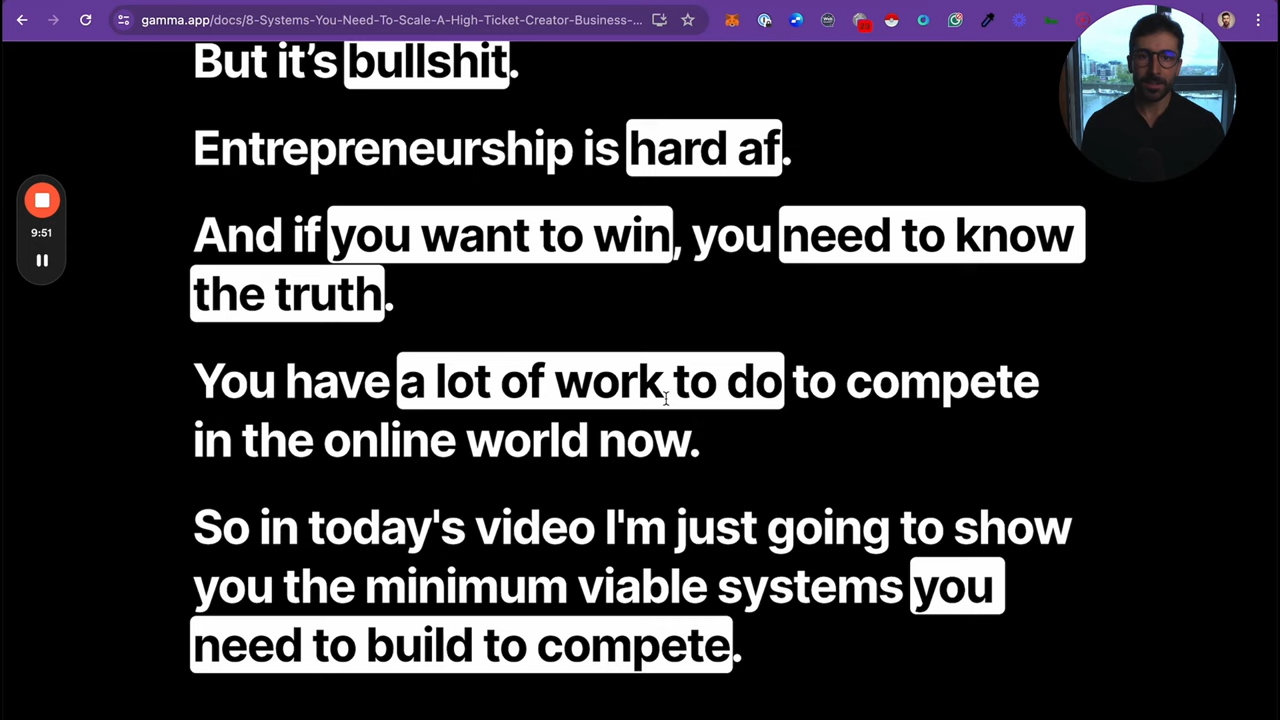 gamma.app/docs/8-Systems-You-Need-To-Scale-A-High-Ticket-Creator-Business-...
But it’s bullshit.
Entrepreneurship is hard af.
9:51
And if you want to win, you need to know
the truth.
You have a lot of work to do to compete
in the online world now.
So in today's video I'm just going to show
you the minimum viable systems you
need to build to compete.